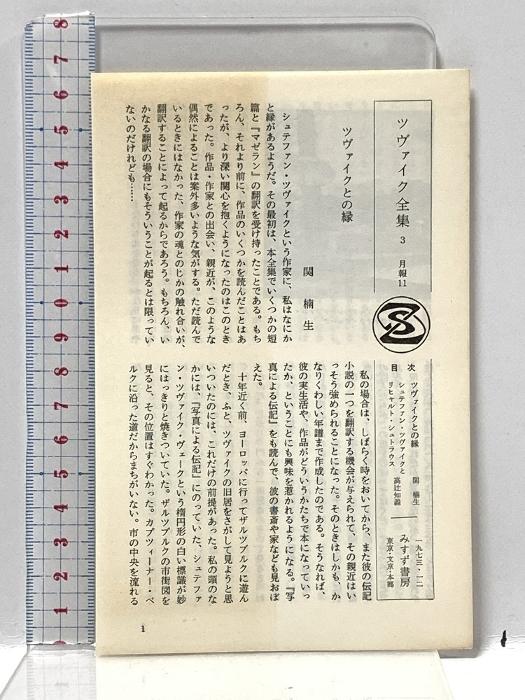 ツヴァイク全集 3 月報11
ツヴァイクとの縁
関 楠生
シュテファン・ツヴァイクという作家に、私はなにか
と縁があるようだ。その最初は、本全集でいくつかの短
篇と『マゼラン』の翻訳を受け持ったことである。もち
ろん、それより前に、作品のいくつかを読んだことはあ
ったが、より深い関心を抱くようになったのはこのとき
であった。作品・作家との出会い、親近が、このような
偶然によることは案外多いような気がする。ただ読んで
いるときにはなかった、作家の魂とのじかの触れ合いが、
翻訳することによって起るからであろう。もちろん、い
かなる翻訳の場合にもそういうことが起るとは限ってい
ないのだけれども……
目次
ツヴァイクとの縁 関 楠生
シュテファン・ツヴァイクと
リヒャルト・シュトラウス 高辻知義
一九七三・一二
みすず書房
東京・文京・本郷
私の場合は、しばらく時をおいてから、また彼の伝記
小説の一つを翻訳する機会が与えられて、その親近はい
っそう強められることになった。そのときはしかも、か
なりくわしい年譜まで作成したのである。そうなれば、
彼の実生活や、作品がどういうかたちで本になってい
たか、ということにも興味を惹かれるようになる。『写
真による伝記』をも読んで、彼の書斎や家なども見おぼ
えた。
十年近く前、ヨーロッパに行ってザルツブルクに遊ん
だとき、ふと、ツヴァイクの旧居をさがして見ようと思
いついたのには、これだけの前提があった。私の頭のな
かには、『写真による伝記』にのっていた、シュテファ
ン・ツヴァイク・ヴェークという楕円形の白い標識が妙
にはっきりと焼きついていた。ザルツブルクの市街図を
見ると、その位置はすぐわかった。カプツィーナー・ベ
ルクに沿った道だからまちがいない。市の中央を流れる
1
8
7
6
5
4
3
2
1
15
14
13
12
11